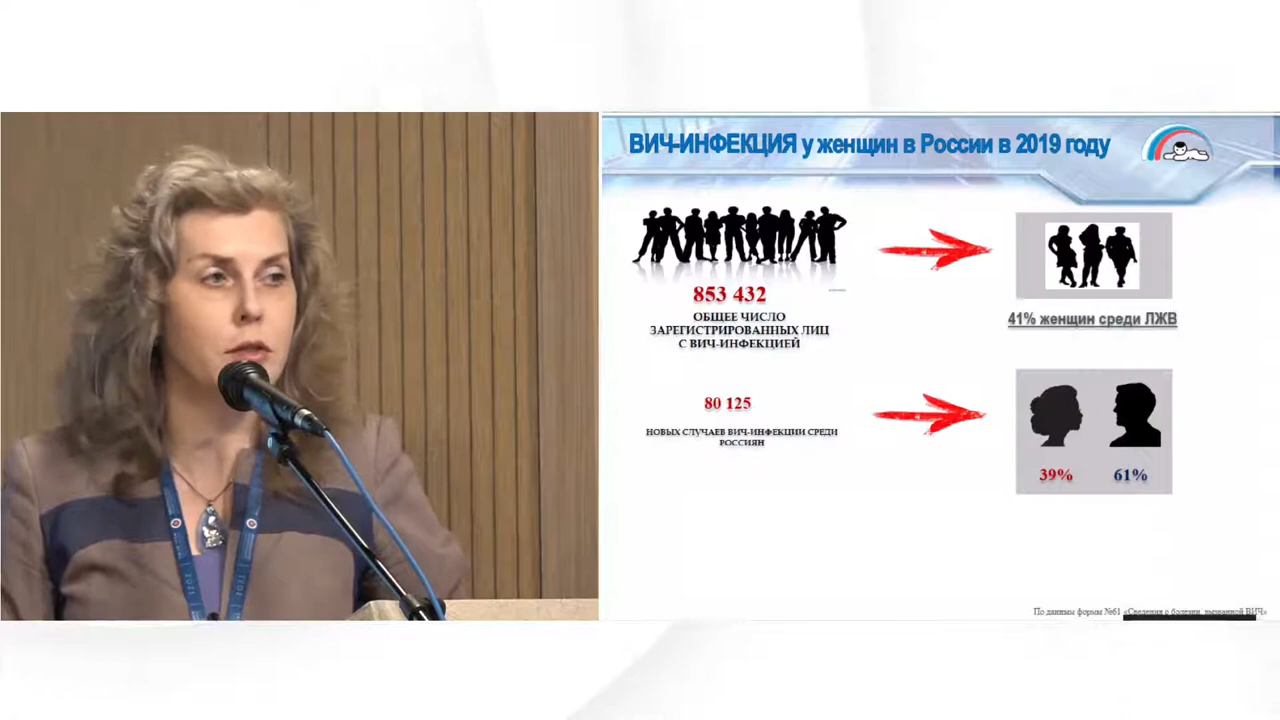 ВИЧ-ИНФЕКЦИЯ у женщин в России в 2019 году
853 432
ОБЩЕЕ ЧИСЛО
ЗАРЕГИСТРИРОВАННЫХ ЛИЦ
С ВИЧ-ИНФЕКЦИЕЙ
41% женщин среди ЛЖВ
80 125
НОВЫХ СЛУЧАЕВ ВИЧ-ИНФЕКЦИИ СРЕДИ
РОССИЯН
39% 61%
По данным формы №61 «Сведения о болезни, вызванной ВИЧ»